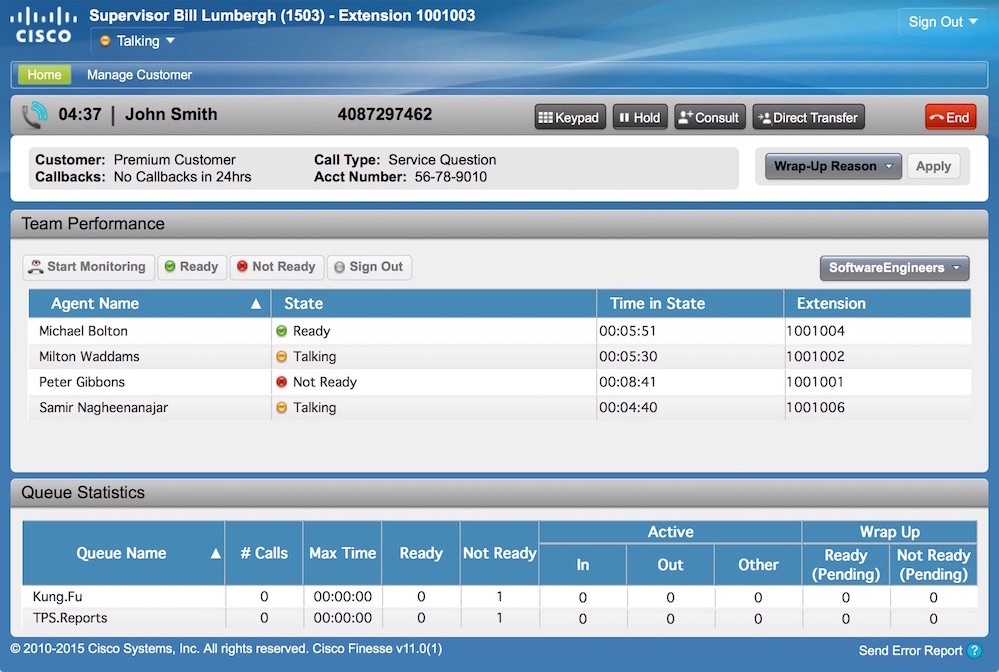 CISCO
Supervisor Bill Lumbergh (1503) - Extension 1001003
Talking
Sign Out
Home Manage Customer
04:37 | John Smith 4087297462 Keypad Hold Consult Direct Transfer End
Customer: Premium Customer Call Type: Service Question
Callbacks: No Callbacks in 24hrs Acct Number: 56-78-9010
Wrap-Up Reason Apply
Team Performance
Start Monitoring Ready Not Ready Sign Out SoftwareEngineers
Agent Name State Time in State Extension
Michael Bolton Ready 00:05:51 1001004
Milton Waddams Talking 00:05:30 1001002
Peter Gibbons Not Ready 00:08:41 1001001
Samir Nagheenanajar Talking 00:04:40 1001006
Queue Statistics
Queue Name # Calls Max Time Ready Not Ready Active Wrap Up
In Out Other Ready (Pending) Not Ready (Pending)
Kung.Fu 0 00:00:00 0 1 0 0 0 0 0
TPS.Reports 0 00:00:00 0 1 0 0 0 0 0
© 2010-2015 Cisco Systems, Inc. All rights reserved. Cisco Finesse v11.0(1) Send Error Report ?